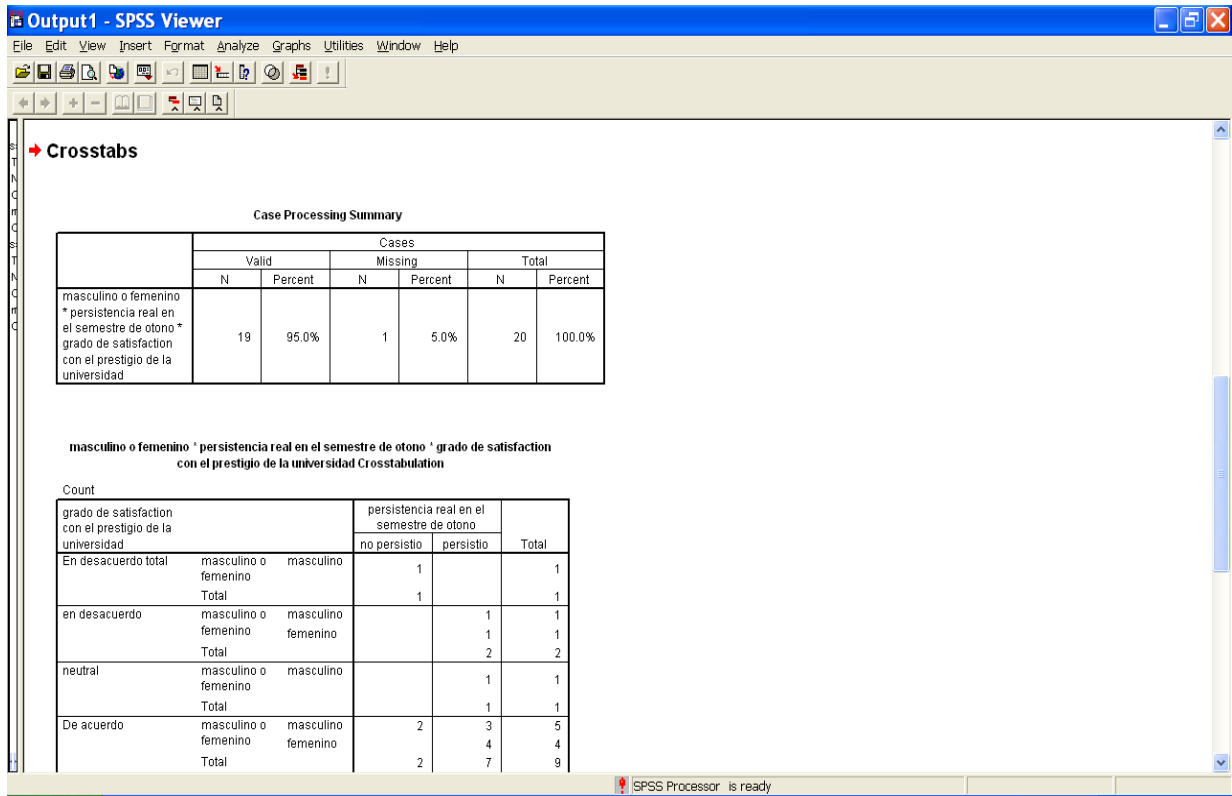 Output1 - SPSS Viewer
File Edit View Insert Format Analyze Graphs Utilities Window Help
Crosstabs
Case Processing Summary
Cases
Valid Missing Total
N Percent N Percent N Percent
masculino o femenino
* persistencia real en
el semestre de otono *
grado de satisfaction
con el prestigio de la
universidad
19 95.0% 1 5.0% 20 100.0%
masculino o femenino * persistencia real en el semestre de otono * grado de satisfaction
con el prestigio de la universidad Crosstabulation
Count
grado de satisfaction
con el prestigio de la
universidad
persistencia real en el
semestre de otono
no persistio persistio Total
En desacuerdo total masculino o femenino masculino 1 1
Total 1 1
en desacuerdo masculino o femenino masculino 1 1
femenino 1 1
Total 2 2
neutral masculino o femenino masculino 1 1
Total 1 1
De acuerdo masculino o femenino masculino 2 3 5
femenino 4 4
Total 2 7 9
SPSS Processor is ready